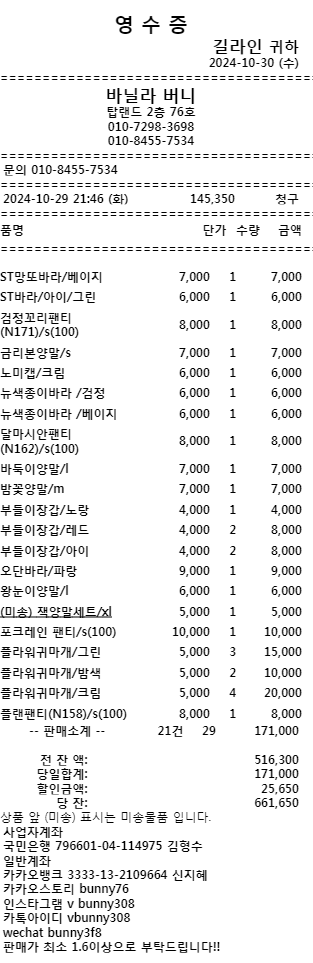 영 수 증
길라인 귀하
2024-10-30 (수)
바닐라 버니
탑랜드 2층 76호
010-7298-3698
010-8455-7534
문의 010-8455-7534
2024-10-29 21:46 (화) 145,350 청구
품명 단가 수량 금액
ST망또바라/베이지 7,000 1 7,000
ST바라/아이/그린 6,000 1 6,000
검정꼬리팬티 8,000 1 8,000
(N171)/s(100)
금리본양말/s 7,000 1 7,000
노미캡/크림 6,000 1 6,000
뉴색종이바라 /검정 6,000 1 6,000
뉴색종이바라 /베이지 6,000 1 6,000
달마시안팬티 8,000 1 8,000
(N162)/s(100)
바둑이양말/l 7,000 1 7,000
밤꽃양말/m 7,000 1 7,000
부들이장갑/노랑 4,000 1 4,000
부들이장갑/레드 4,000 2 8,000
부들이장갑/아이 4,000 2 8,000
오단바라/파랑 9,000 1 9,000
왕눈이양말/l 6,000 1 6,000
(미송) 잭양말세트/xl 5,000 1 5,000
포크레인 팬티/s(100) 10,000 1 10,000
플라워귀마개/그린 5,000 3 15,000
플라워귀마개/밤색 5,000 2 10,000
플라워귀마개/크림 5,000 4 20,000
플랜팬티(N158)/s(100) 8,000 1 8,000
-- 판매소계 -- 21건 29 171,000
전 잔 액: 516,300
당일합계: 171,000
할인금액: 25,650
당 잔: 661,650
상품 앞 (미송) 표시는 미송물품 입니다.
사업자계좌
국민은행 796601-04-114975 김형수
일반계좌
카카오뱅크 3333-13-2109664 신지혜
카카오스토리 bunny76
인스타그램 v bunny308
카톡아이디 vbunny308
wechat bunny3f8
판매가 최소 1.6이상으로 부탁드립니다!!